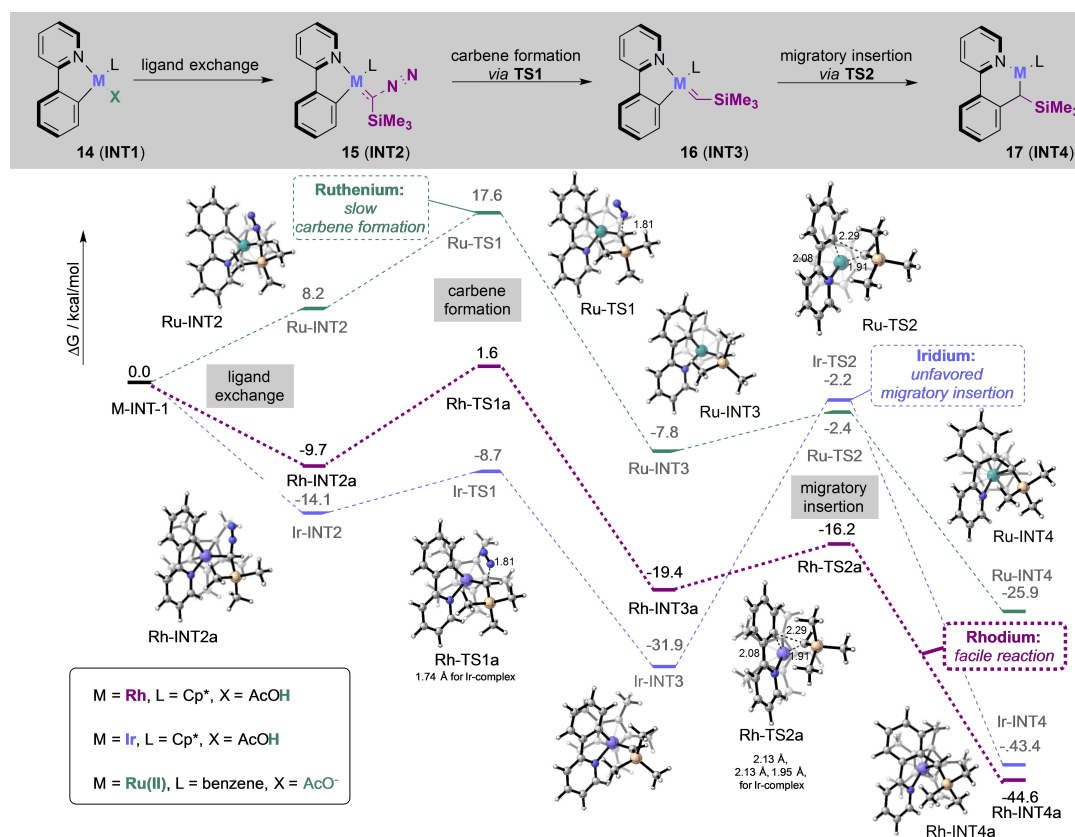 N
M
L
X
ligand exchange
N
M
L
N
N
SiMe3
carbene formation
via TS1
N
M
L
SiMe3
migratory insertion
via TS2
N
M
L
SiMe3
14 (INT1)
15 (INT2)
16 (INT3)
17 (INT4)
ΔG / kcal/mol
Ruthenium:
slow
carbene formation
17.6
Ru-TS1
1.81
Ru-TS1
2.29
2.08
1.91
Ru-TS2
Ru-INT2
8.2
Ru-INT2
carbene
formation
0.0
M-INT-1
ligand
exchange
1.6
Rh-TS1a
Ru-INT3
Ir-TS2
-2.2
Iridium:
unfavored
migratory insertion
-2.4
Ru-TS2
-7.8
Ru-INT3
-9.7
Rh-INT2a
-14.1
Ir-INT2
-8.7
Ir-TS1
migratory
insertion
-16.2
Rh-TS2a
Ru-INT4
Rh-INT2a
1.81
Rh-TS1a
1.74 Å for Ir-complex
-19.4
Rh-INT3a
-31.9
Ir-INT3
2.29
2.08
1.91
Rh-TS2a
2.13 Å,
2.13 Å, 1.95 Å,
for Ir-complex
Ru-INT4
-25.9
Rhodium:
facile reaction
Ir-INT4
-.43.4
-44.6
Rh-INT4a
Rh-INT4a
M = Rh, L = Cp*, X = AcOH
M = Ir, L = Cp*, X = AcOH
M = Ru(II), L = benzene, X = AcO-